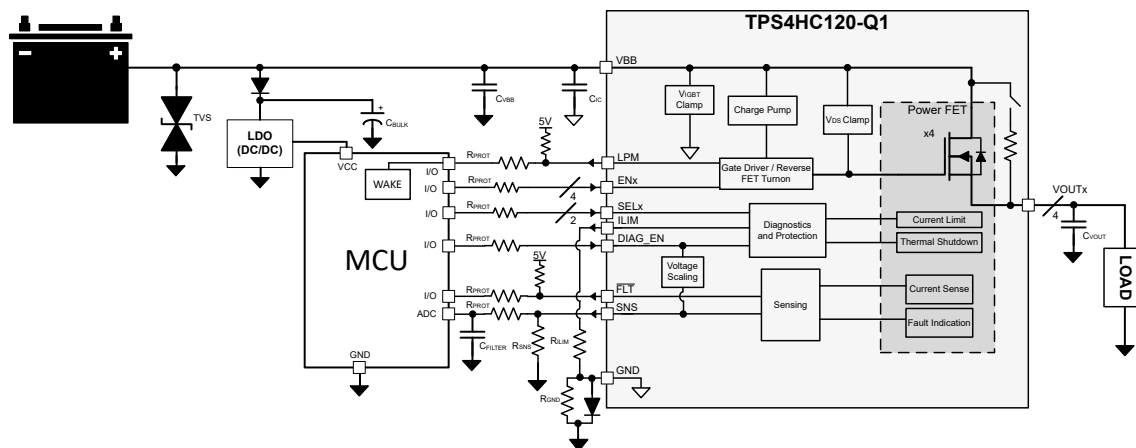 TPS4HC120-Q1
VBB
TVS
LDO
(DC/DC)
CBULK
CVBB
CIC
VIGBT
Clamp
Charge Pump
VDS Clamp
Power FET
x4
VCC
WAKE
I/O
RPROT
5V
LPM
Gate Driver / Reverse
FET Turnon
I/O
RPROT
4
ENx
I/O
RPROT
2
SELx
ILIM
Diagnostics
and Protection
Current Limit
Thermal Shutdown
VOUTx
4
CVOUT
LOAD
MCU
I/O
RPROT
DIAG_EN
5V
Voltage
Scaling
I/O
RPROT
FLT
ADC
RPROT
SNS
Sensing
Current Sense
Fault Indication
CFILTER
RSNS
RILIM
GND
GND
RGND